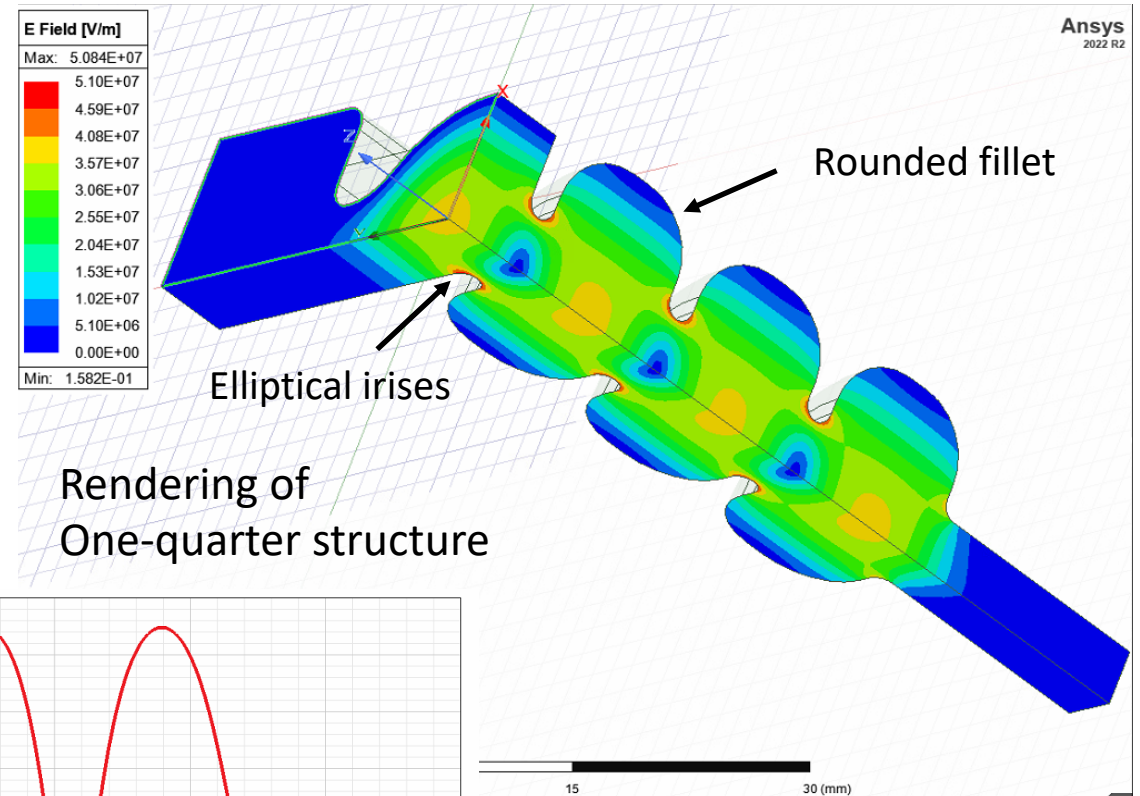 E Field [V/m]
Max: 5.084E+07
5.10E+07
4.59E+07
4.08E+07
3.57E+07
3.06E+07
2.55E+07
2.04E+07
1.53E+07
1.02E+07
5.10E+06
0.00E+00
Min: 1.582E-01
Ansys
2022 R2
X
Z
Y
Rounded fillet
Elliptical irises
Rendering of
One-quarter structure
15
30 (mm)